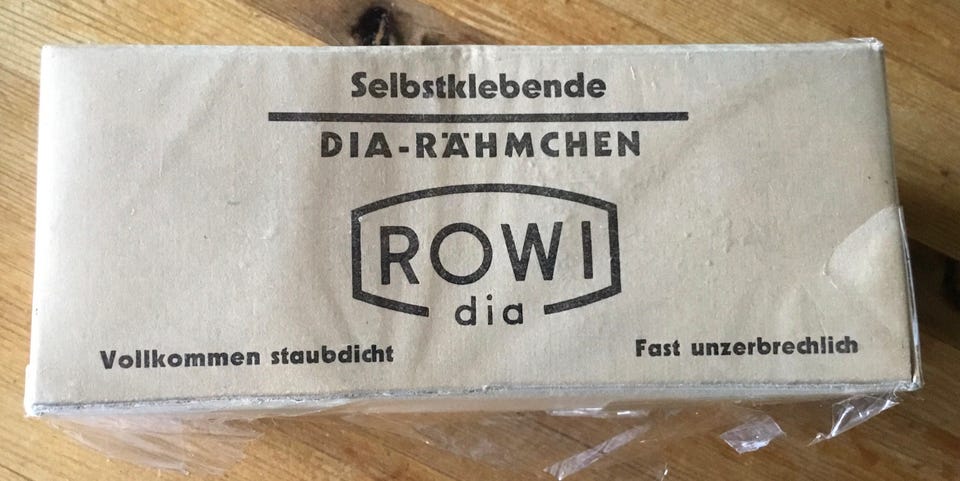 Selbstklebende
DIA-RÄHMCHEN
ROWI
dia
Vollkommen staubdicht
Fast unzerbrechlich